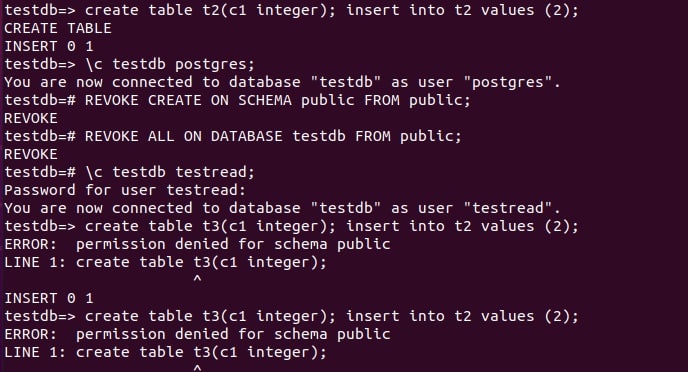 testdb=> create table t2(c1 integer); insert into t2 values (2);
CREATE TABLE
INSERT 0 1
testdb=> \c testdb postgres;
You are now connected to database "testdb" as user "postgres".
testdb=# REVOKE CREATE ON SCHEMA public FROM public;
REVOKE
testdb=# REVOKE ALL ON DATABASE testdb FROM public;
REVOKE
testdb=# \c testdb testread;
Password for user testread:
You are now connected to database "testdb" as user "testread".
testdb=> create table t3(c1 integer); insert into t2 values (2);
ERROR:  permission denied for schema public
LINE 1: create table t3(c1 integer);
                     ^
INSERT 0 1
testdb=> create table t3(c1 integer); insert into t2 values (2);
ERROR:  permission denied for schema public
LINE 1: create table t3(c1 integer);
                     ^